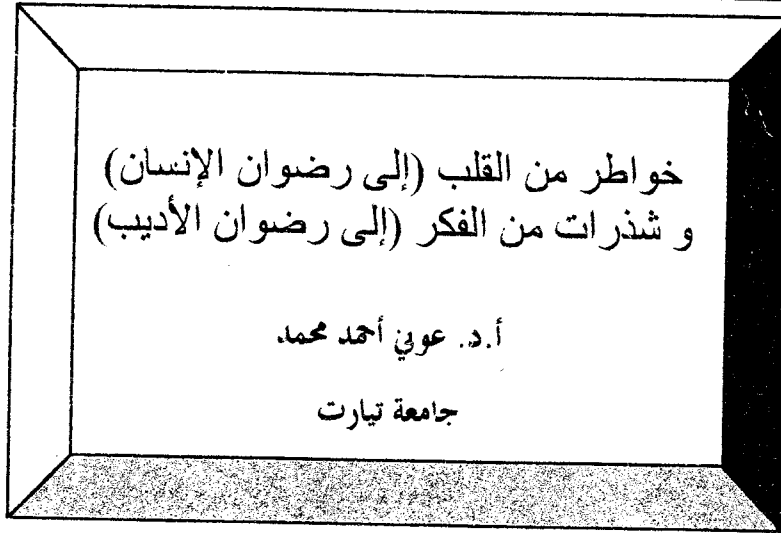 خواطر من القلب (إلى رضوان الإنسان)
و شذرات من الفكر (إلى رضوان الأديب)
أ.د. عوني أحمد محمد
جامعة تيارت